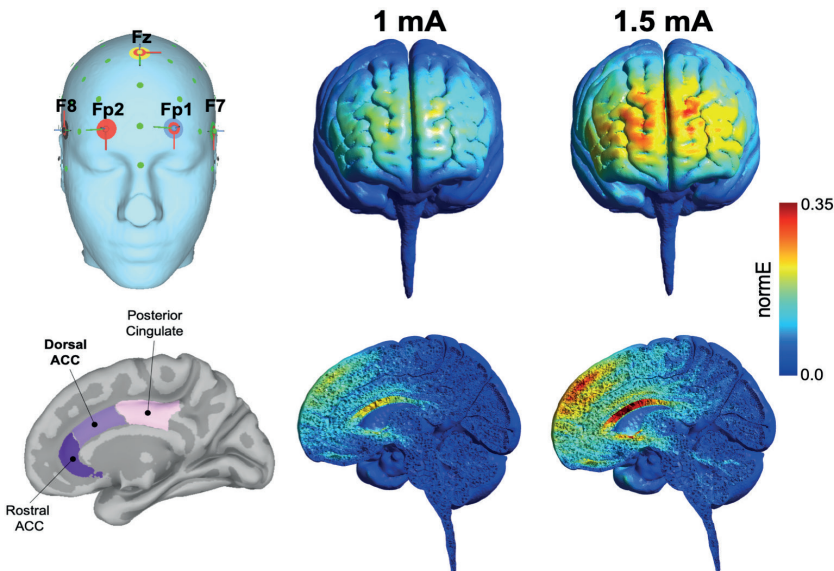 1 mA
1.5 mA
Fz
F8
Fp2
Fp1
F7
0.35
normE
0.0
Posterior
Cingulate
Dorsal
ACC
Rostral
ACC